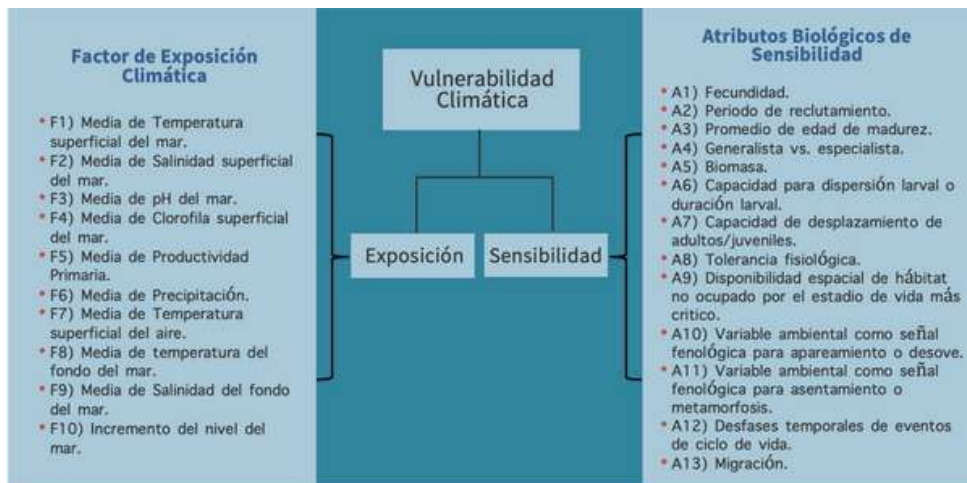 Factor de Exposición
Climática
• F1) Media de Temperatura
superficial del mar.
• F2) Media de Salinidad superficial
del mar.
• F3) Media de pH del mar.
• F4) Media de Clorofila superficial
del mar.
• F5) Media de Productividad
Primaria.
• F6) Media de Precipitación.
• F7) Media de Temperatura
superficial del aire.
• F8) Media de temperatura del
fondo del mar.
• F9) Media de Salinidad del fondo
del mar.
• F10) Incremento del nivel del
mar.
Vulnerabilidad
Climática
Exposición
Sensibilidad
Atributos Biológicos de
Sensibilidad
• A1) Fecundidad.
• A2) Periodo de reclutamiento.
• A3) Promedio de edad de madurez.
• A4) Generalista vs. especialista.
• A5) Biomasa.
• A6) Capacidad para dispersión larval o
duración larval.
• A7) Capacidad de desplazamiento de
adultos/juveniles.
• A8) Tolerancia fisiológica.
• A9) Disponibilidad espacial de hábitat
no ocupado por el estadio de vida más
critico.
• A10) Variable ambiental como señal
fenológica para apareamiento o desove.
• A11) Variable ambiental como señal
fenológica para asentamiento o
metamorfosis.
• A12) Desfases temporales de eventos
de ciclo de vida.
• A13) Migración.